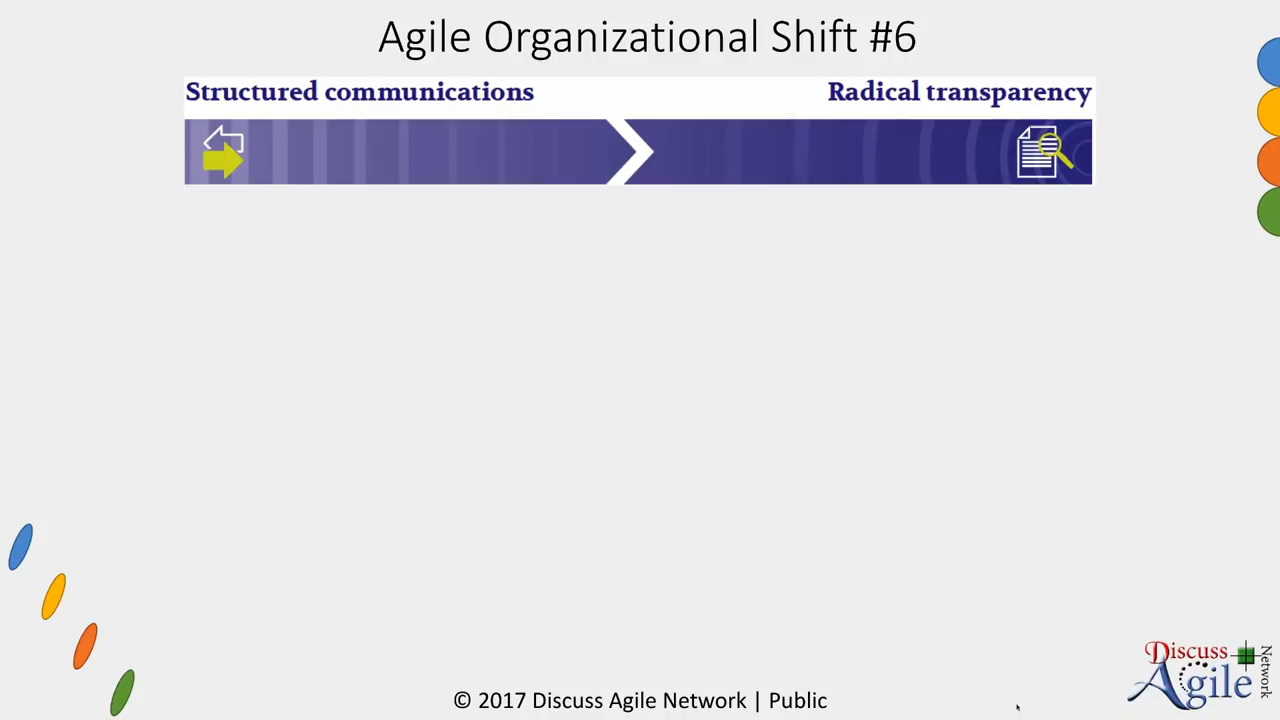 Agile Organizational Shift #6
Structured communications
Radical transparency
© 2017 Discuss Agile Network | Public
Discuss
Agile
Network